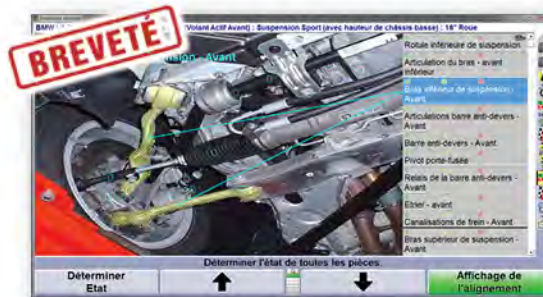 BREVETÉ
BMW
Volant Actif Avant) : Suspension Sport (avec hauteur de châssis basse) : 18" Roue
Avant
Rotule inférieure de suspension
Articulation du bras - avant
inférieur
Bras inférieur de suspension -
Avant
Articulations barre anti-devers -
Avant
Barre anti-devers - Avant
Pivot porte-fusée
Relais de la barre anti-devers -
Avant
Etrier - avant
Canalisations de frein - Avant
Bras supérieur de suspension -
Avant
Déterminer l'état de toutes les pièces.
Déterminer
Etat
Affichage de
l'alignement